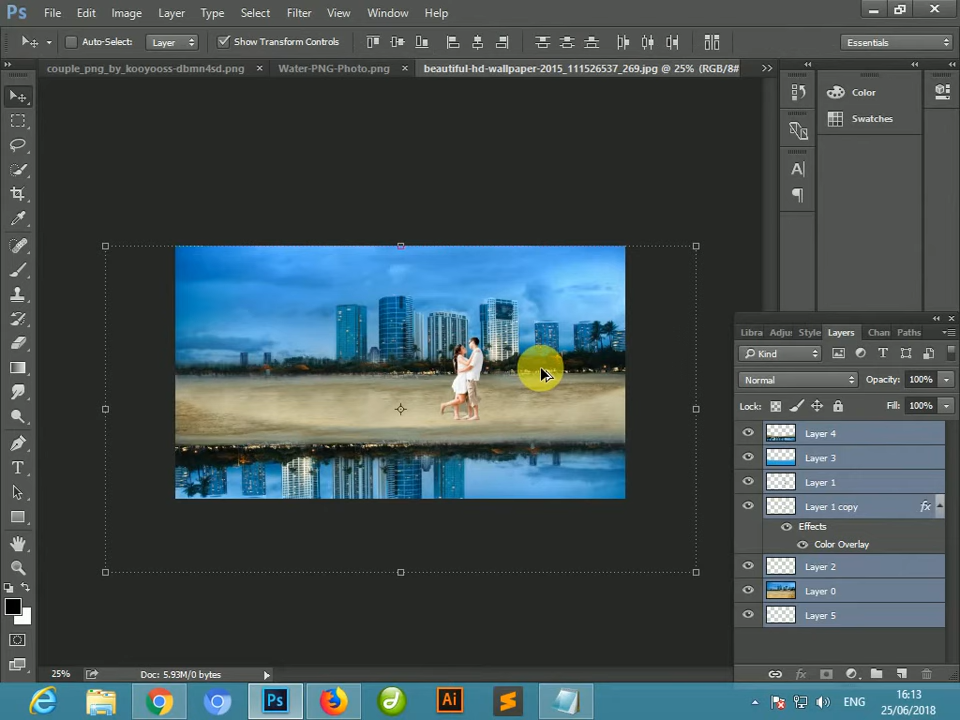 Ps File Edit Image Layer Type Select Filter View Window Help
Auto-Select: Layer Show Transform Controls Essentials
couple_png_by_kooyooss-dbmn4sd.png × Water-PNG-Photo.png × beautiful-hd-wallpaper-2015_111526537_269.jpg @ 25% (RGB/8#
Color
Swatches
Libra Adju Style Layers Chan Paths
Kind
Normal Opacity: 100%
Lock: Fill: 100%
Layer 4
Layer 3
Layer 1
Layer 1 copy fx
Effects
Color Overlay
Layer 2
Layer 0
Layer 5
25% Doc: 5.93M/0 bytes
Ps Ai S ENG 16:13
25/06/2018